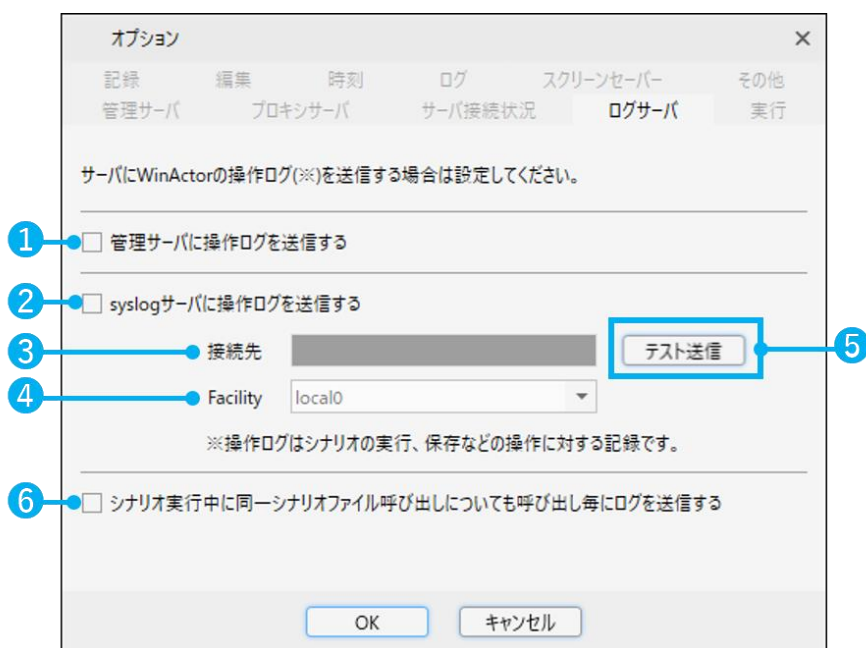 オプション
記録 編集 時刻 ログ スクリーンセーバー その他
管理サーバ プロキシサーバ サーバ接続状況 ログサーバ 実行
サーバにWinActorの操作ログ(※)を送信する場合は設定してください。
1 管理サーバに操作ログを送信する
2 syslogサーバに操作ログを送信する
3 接続先 テスト送信 5
4 Facility local0
※操作ログはシナリオの実行、保存などの操作に対する記録です。
6 シナリオ実行中に同一シナリオファイル呼び出しについても呼び出し毎にログを送信する
OK キャンセル